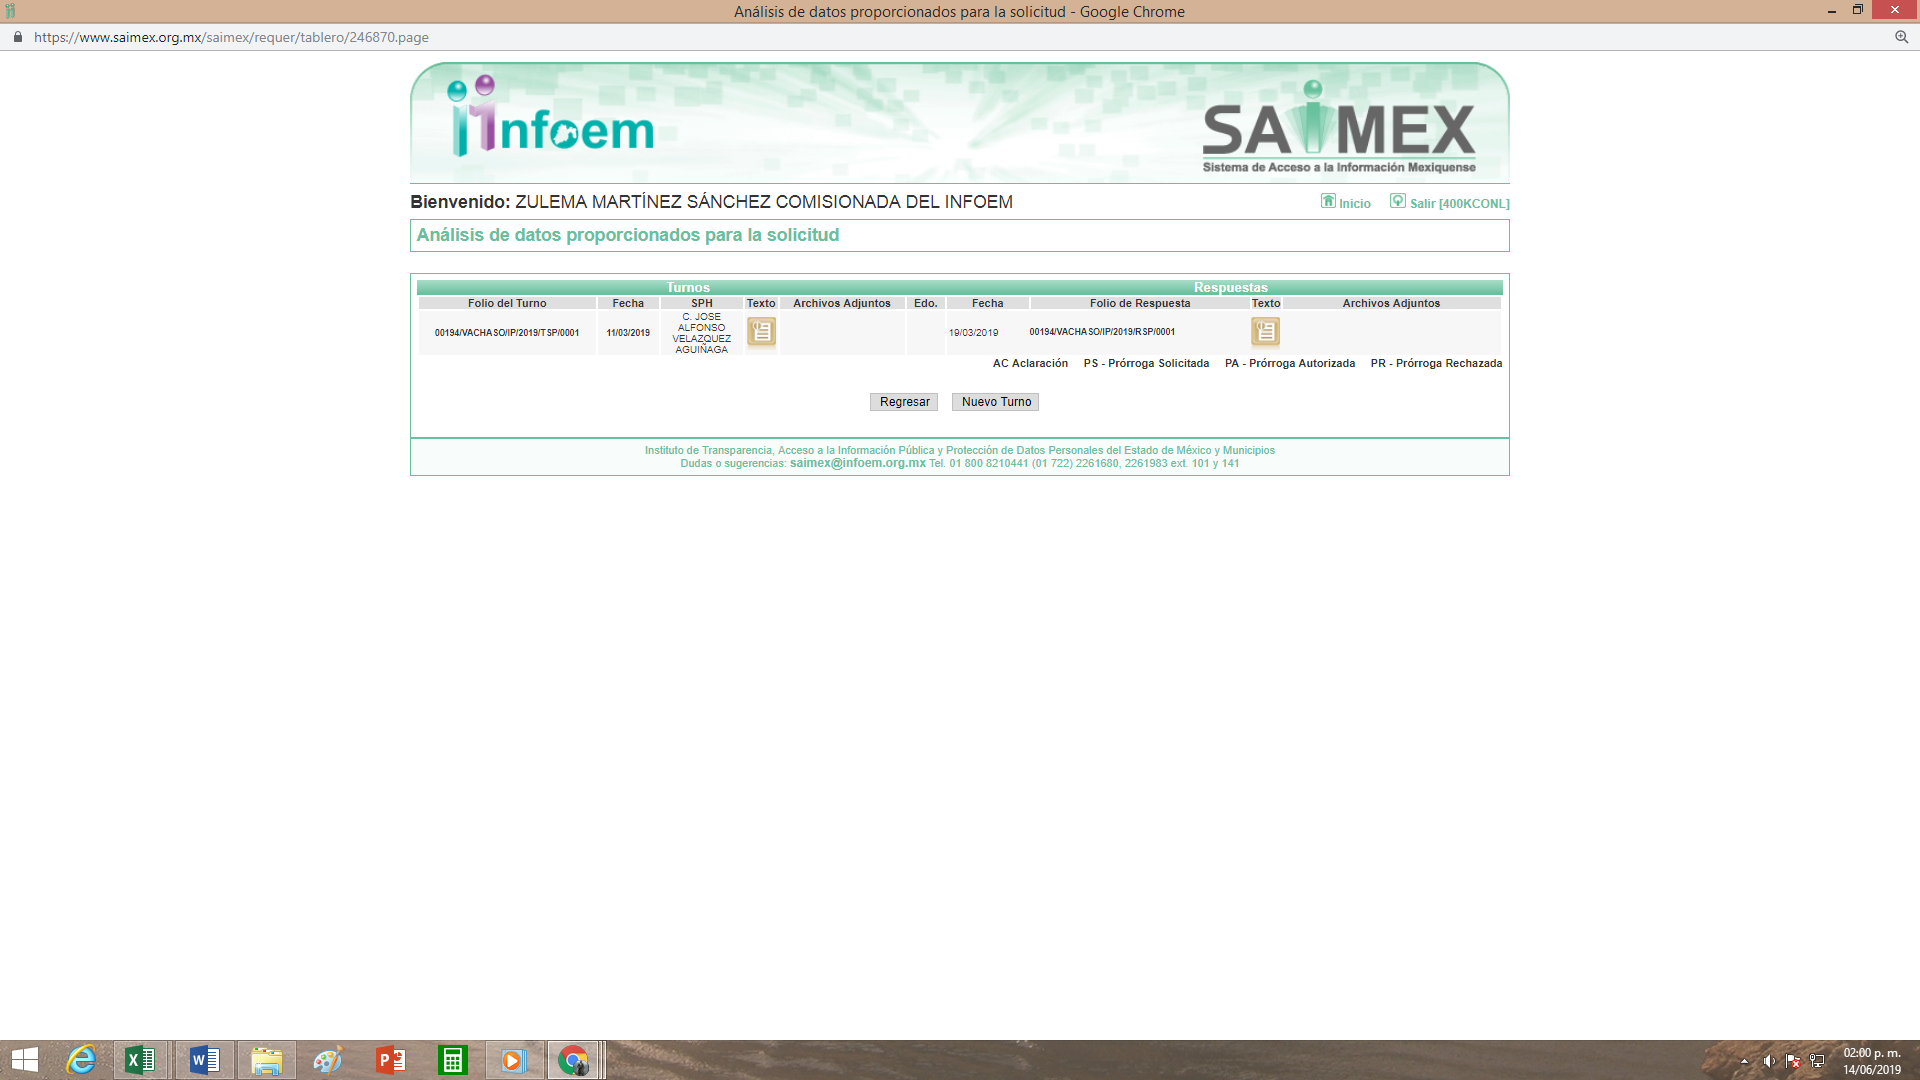 Análisis de datos proporcionados para la solicitud - Google Chrome
https://www.saimex.org.mx/saimex/requer/tablero/246870.page
infoem
SAIMEX
Sistema de Acceso a la Información Mexiquense
Bienvenido: ZULEMA MARTÍNEZ SÁNCHEZ COMISIONADA DEL INFOEM
Inicio Salir [400KCONL]
Análisis de datos proporcionados para la solicitud
Turnos Respuestas
Folio del Turno Fecha SPH Texto Archivos Adjuntos Edo. Fecha Folio de Respuesta Texto Archivos Adjuntos
00194/VACHASO/IP/2019/TSP/0001 11/03/2019 C. JOSE ALFONSO VELAZQUEZ AGUIÑAGA 19/03/2019 00194/VACHASO/IP/2019/RSP/0001
AC Aclaración PS - Prórroga Solicitada PA - Prórroga Autorizada PR - Prórroga Rechazada
Regresar Nuevo Turno
Instituto de Transparencia, Acceso a la Información Pública y Protección de Datos Personales del Estado de México y Municipios
Dudas o sugerencias: saimex@infoem.org.mx Tel. 01 800 8210441 (01 722) 2261680, 2261983 ext. 101 y 141
02:00 p. m.
14/06/2019